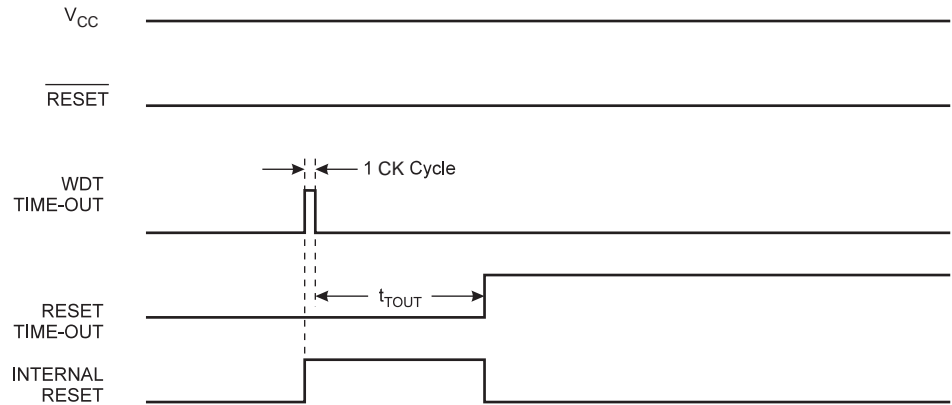 VCC
RESET
1 CK Cycle
WDT
TIME-OUT
tTOUT
RESET
TIME-OUT
INTERNAL
RESET